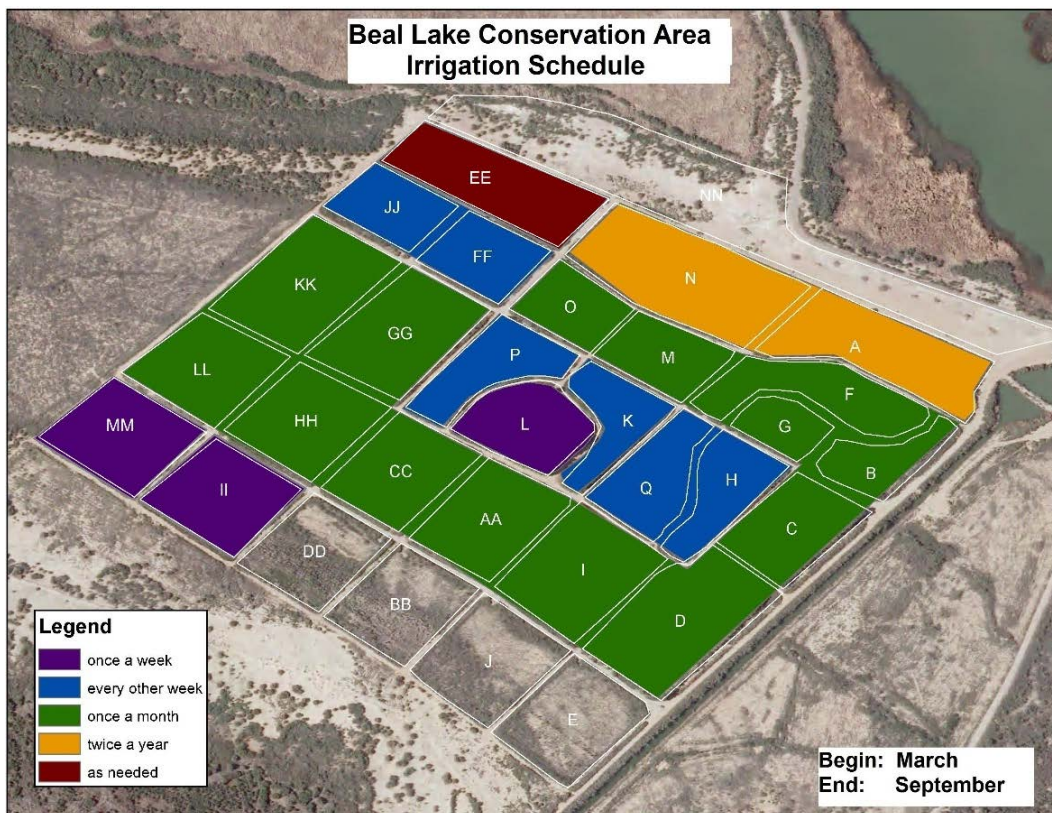 Beal Lake Conservation Area
Irrigation Schedule
EE
NN
JJ
FF
N
KK
O
A
GG
P
M
F
LL
MM
HH
L
K
G
II
CC
Q
H
B
AA
C
DD
I
BB
D
J
E
Legend
once a week
every other week
once a month
twice a year
as needed
Begin: March
End: September